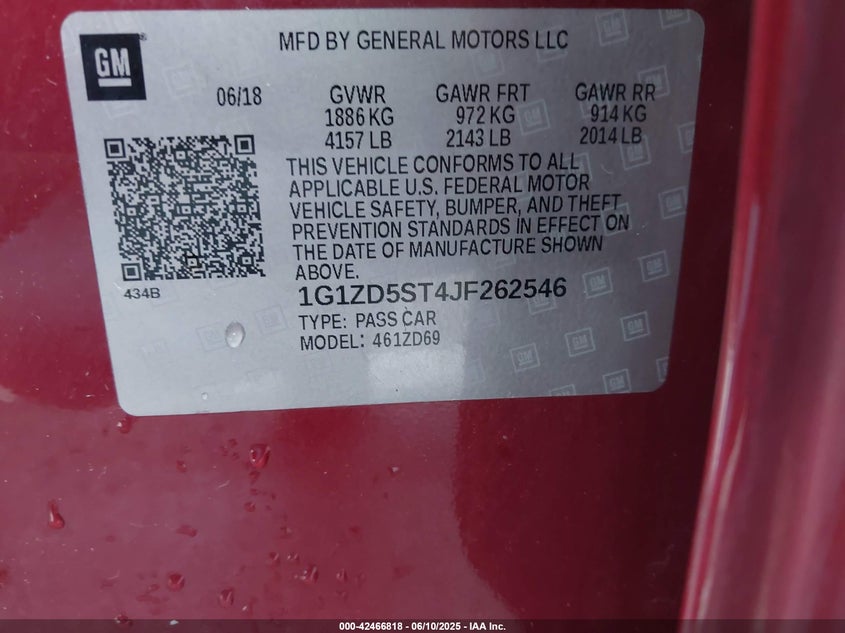 GM
MFD BY GENERAL MOTORS LLC
06/18
GVWR GAWR FRT GAWR RR
1886 KG 972 KG 914 KG
4157 LB 2143 LB 2014 LB
THIS VEHICLE CONFORMS TO ALL
APPLICABLE U.S. FEDERAL MOTOR
VEHICLE SAFETY, BUMPER, AND THEFT
PREVENTION STANDARDS IN EFFECT ON
THE DATE OF MANUFACTURE SHOWN
ABOVE.
434B
1G1ZD5ST4JF262546
TYPE: PASS CAR
MODEL: 461ZD69
000-42466818 - 06/10/2025 - IAA Inc.